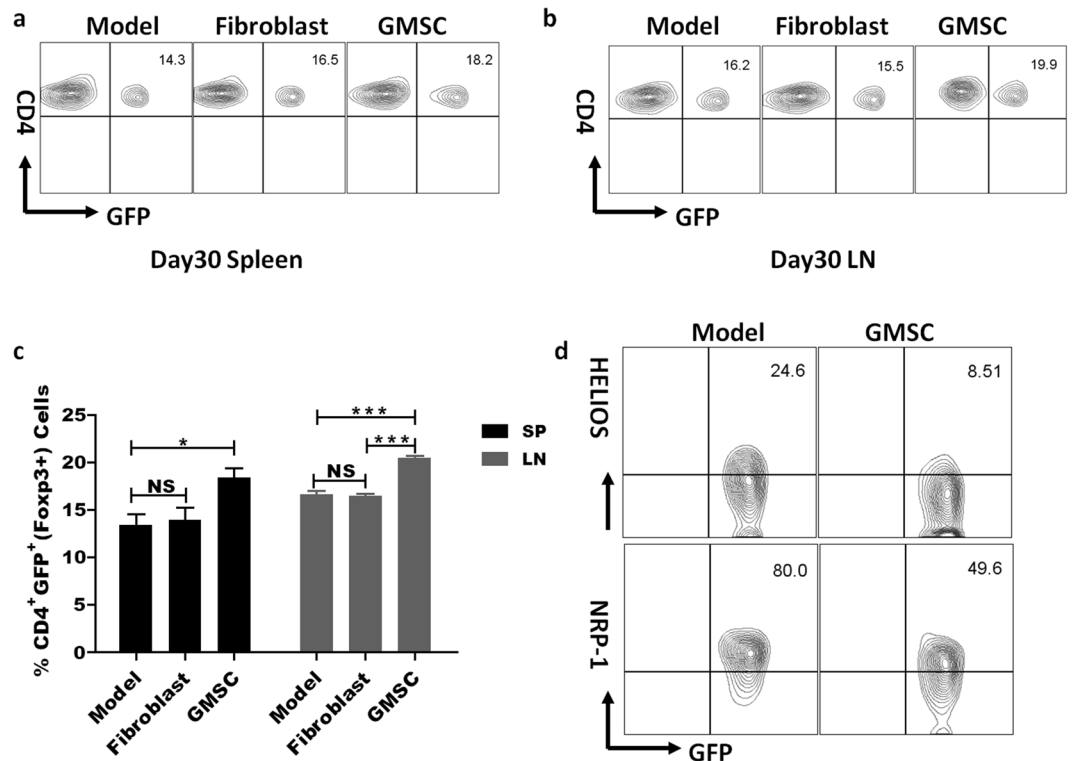 a
Model Fibroblast GMSC
14.3 16.5 18.2
CD4
GFP
Day30 Spleen
b
Model Fibroblast GMSC
16.2 15.5 19.9
CD4
GFP
Day30 LN
c
% CD4+GFP+(Foxp3+) Cells
25
20
15
10
5
0
NS
*
NS
***
***
SP
LN
Model Fibroblast GMSC Model Fibroblast GMSC
d
Model GMSC
HELIOS
24.6 8.51
NRP-1
80.0 49.6
GFP